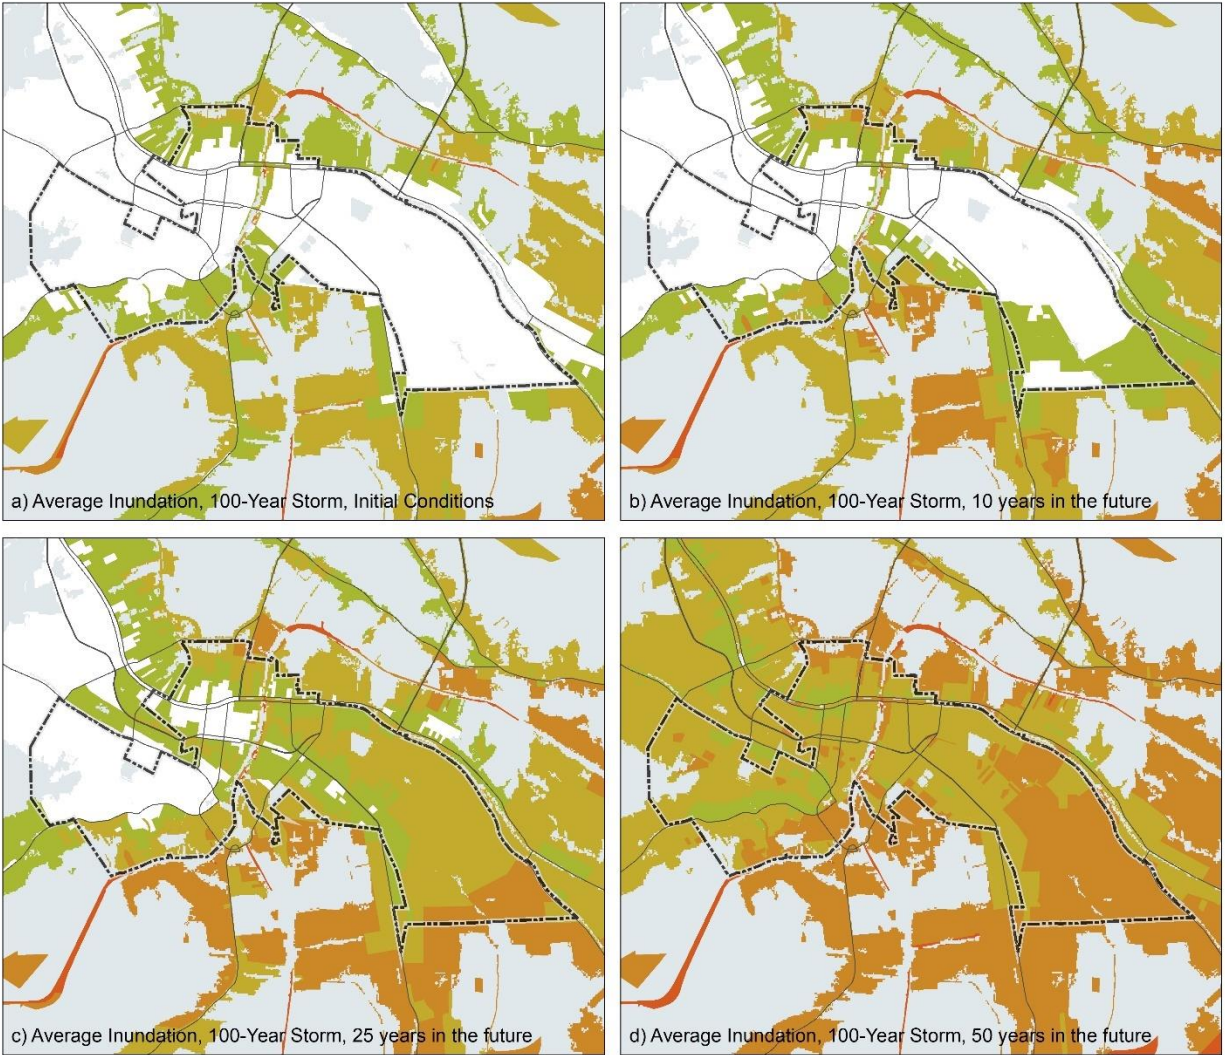 a) Average Inundation, 100-Year Storm, Initial Conditions
b) Average Inundation, 100-Year Storm, 10 years in the future
c) Average Inundation, 100-Year Storm, 25 years in the future
d) Average Inundation, 100-Year Storm, 50 years in the future